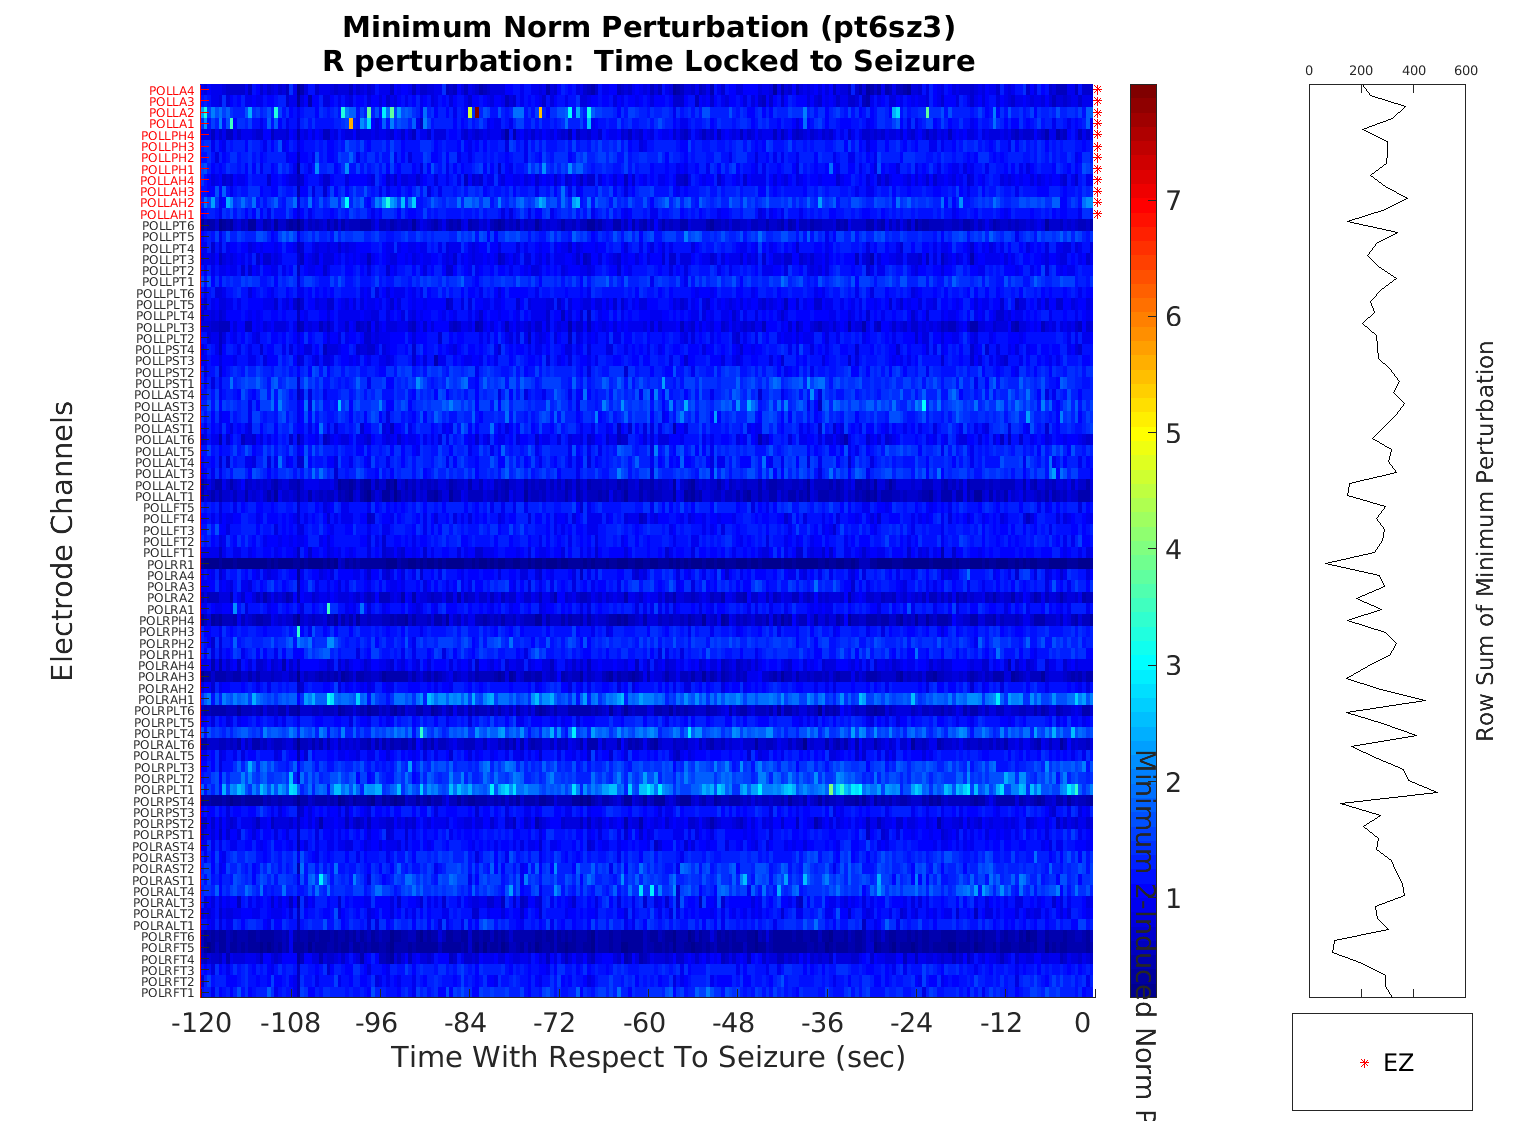 Minimum Norm Perturbation (pt6sz3)
R perturbation: Time Locked to Seizure
Electrode Channels
POLLA4
POLLA3
POLLA2
POLLA1
POLLPH4
POLLPH3
POLLPH2
POLLPH1
POLLAH4
POLLAH3
POLLAH2
POLLAH1
POLLPT6
POLLPT5
POLLPT4
POLLPT3
POLLPT2
POLLPT1
POLLPLT6
POLLPLT5
POLLPLT4
POLLPLT3
POLLPLT2
POLLPST4
POLLPST3
POLLPST2
POLLPST1
POLLAST4
POLLAST3
POLLAST2
POLLAST1
POLLALT6
POLLALT5
POLLALT4
POLLALT3
POLLALT2
POLLALT1
POLLFT5
POLLFT4
POLLFT3
POLLFT2
POLLFT1
POLRR1
POLRA4
POLRA3
POLRA2
POLRA1
POLRPH4
POLRPH3
POLRPH2
POLRPH1
POLRAH4
POLRAH3
POLRAH2
POLRAH1
POLRPLT6
POLRPLT5
POLRPLT4
POLRALT6
POLRALT5
POLRPLT3
POLRPLT2
POLRPLT1
POLRPST4
POLRPST3
POLRPST2
POLRPST1
POLRAST4
POLRAST3
POLRAST2
POLRAST1
POLRALT4
POLRALT3
POLRALT2
POLRALT1
POLRFT6
POLRFT5
POLRFT4
POLRFT3
POLRFT2
POLRFT1
-120 -108 -96 -84 -72 -60 -48 -36 -24 -12 0
Time With Respect To Seizure (sec)
7
6
5
4
3
2
1
Minimum 2-Induced Norm P
0 200 400 600
Row Sum of Minimum Perturbation
EZ